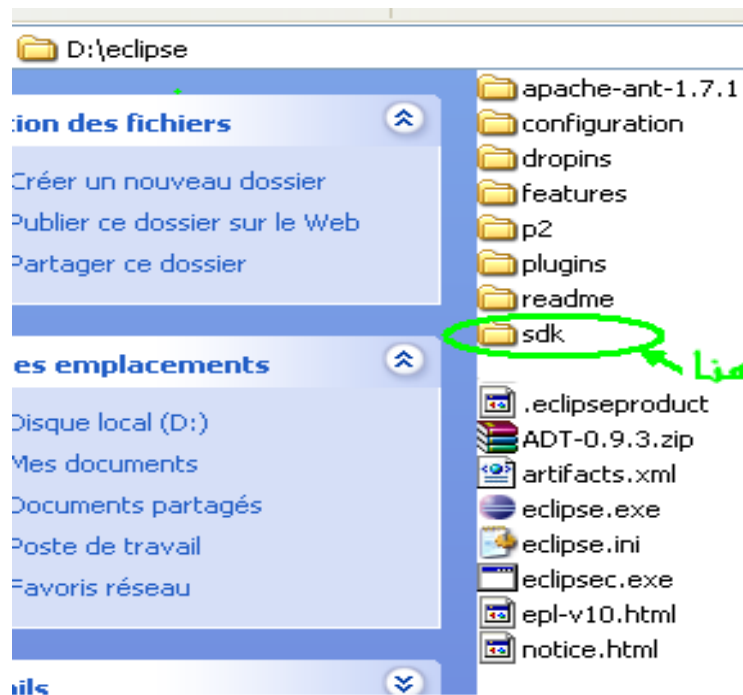 D:\eclipse
tion des fichiers
Créer un nouveau dossier
Publier ce dossier sur le Web
Partager ce dossier
es emplacements
Disque local (D:)
Mes documents
Documents partagés
Poste de travail
Favoris réseau
ails
apache-ant-1.7.1
configuration
dropins
features
p2
plugins
readme
sdk
هنا
.eclipseproduct
ADT-0.9.3.zip
artifacts.xml
eclipse.exe
eclipse.ini
eclipsec.exe
epl-v10.html
notice.html